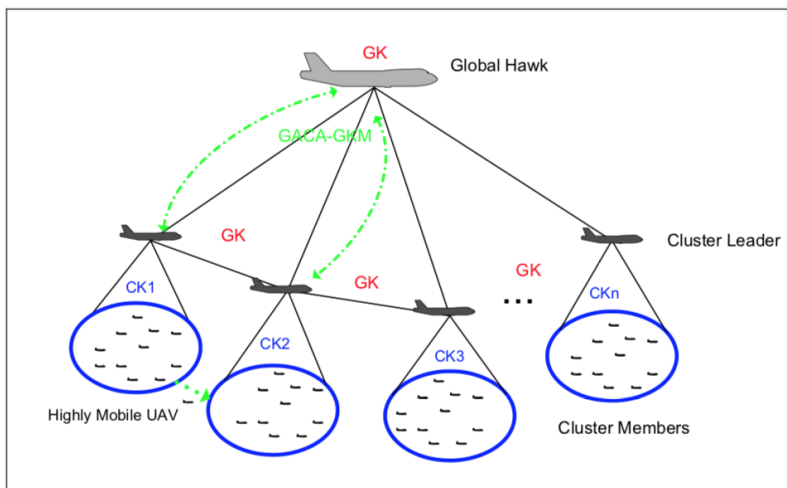 GK
Global Hawk
GACA-GKM
GK
Cluster Leader
GK
GK
CK1
CKn
...
CK2
CK3
Highly Mobile UAV
Cluster Members